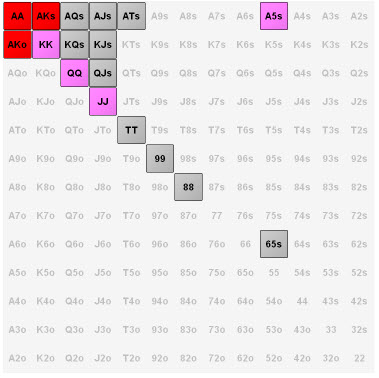 AA AKs AQs AJs ATs A9s A8s A7s A6s A5s A4s A3s A2s
AKo KK KQs KJs KTs K9s K8s K7s K6s K5s K4s K3s K2s
AQo KQo QQ QJs QTs Q9s Q8s Q7s Q6s Q5s Q4s Q3s Q2s
AJo KJo QJo JJ JTs J9s J8s J7s J6s J5s J4s J3s J2s
ATo KTo QTo JTo TT T9s T8s T7s T6s T5s T4s T3s T2s
A9o K9o Q9o J9o T9o 99 98s 97s 96s 95s 94s 93s 92s
A8o K8o Q8o J8o T8o 98o 88 87s 86s 85s 84s 83s 82s
A7o K7o Q7o J7o T7o 97o 87o 77 76s 75s 74s 73s 72s
A6o K6o Q6o J6o T6o 96o 86o 76o 66 65s 64s 63s 62s
A5o K5o Q5o J5o T5o 95o 85o 75o 65o 55 54s 53s 52s
A4o K4o Q4o J4o T4o 94o 84o 74o 64o 54o 44 43s 42s
A3o K3o Q3o J3o T3o 93o 83o 73o 63o 53o 43o 33 32s
A2o K2o Q2o J2o T2o 92o 82o 72o 62o 52o 42o 32o 22